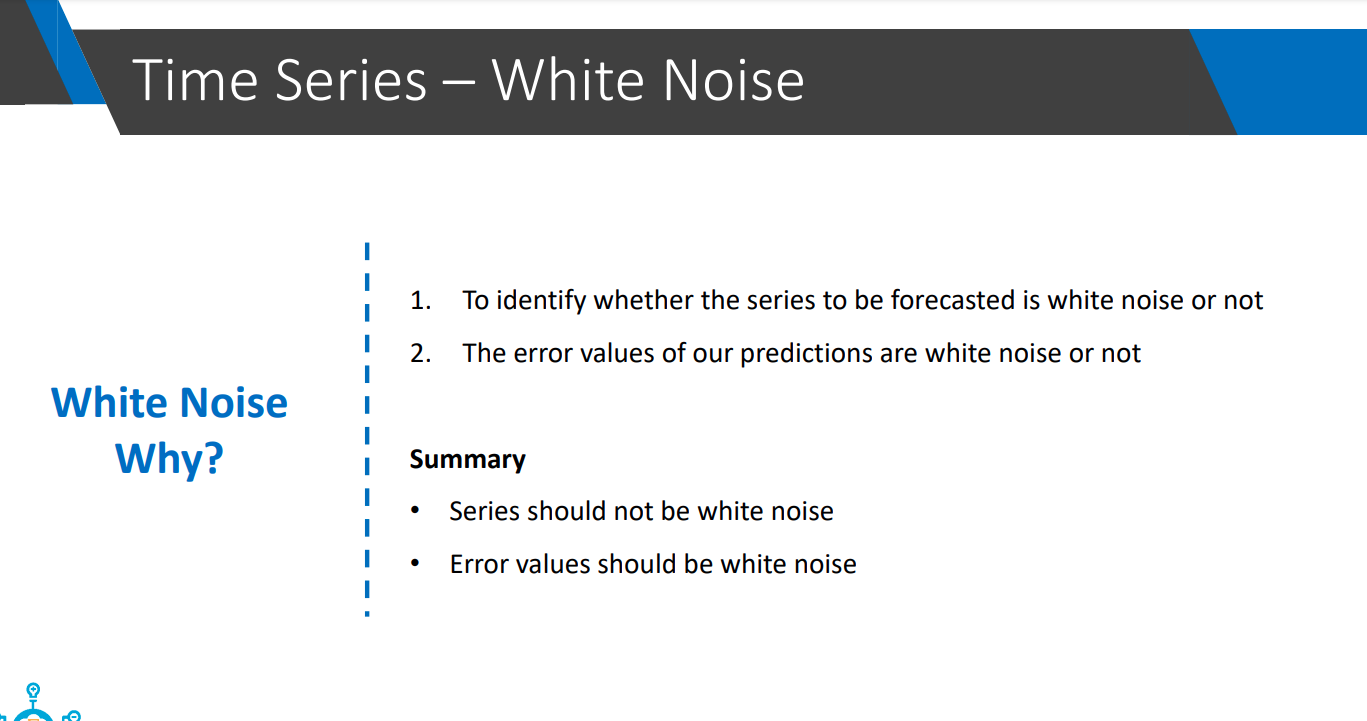 Time Series – White Noise
White Noise
Why?
1. To identify whether the series to be forecasted is white noise or not
2. The error values of our predictions are white noise or not
Summary
• Series should not be white noise
• Error values should be white noise